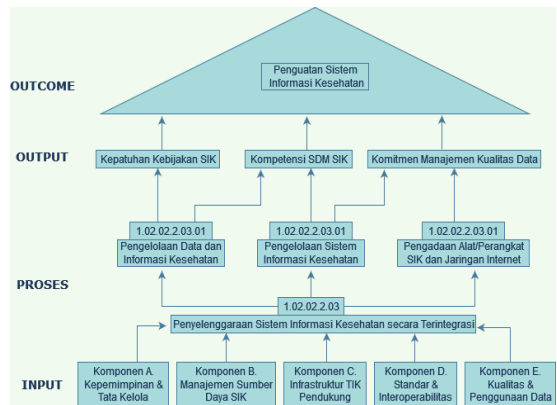 OUTCOME
Penguatan Sistem
Informasi Kesehatan
OUTPUT
Kepatuhan Kebijakan SIK
Kompetensi SDM SIK
Komitmen Manajemen Kualitas Data
PROSES
1.02.02.2.03.01
Pengelolaan Data dan
Informasi Kesehatan
1.02.02.2.03.01
Pengelolaan Sistem
Informasi Kesehatan
1.02.02.2.03.01
Pengadaan Alat/Perangkat
SIK dan Jaringan Internet
1.02.02.2.03
Penyelenggaraan Sistem Informasi Kesehatan secara Terintegrasi
INPUT
Komponen A.
Kepemimpinan &
Tata Kelola
Komponen B.
Manajemen Sumber
Daya SIK
Komponen C.
Infrastruktur TIK
Pendukung
Komponen D.
Standar &
Interoperabilitas
Komponen E.
Kualitas &
Penggunaan Data